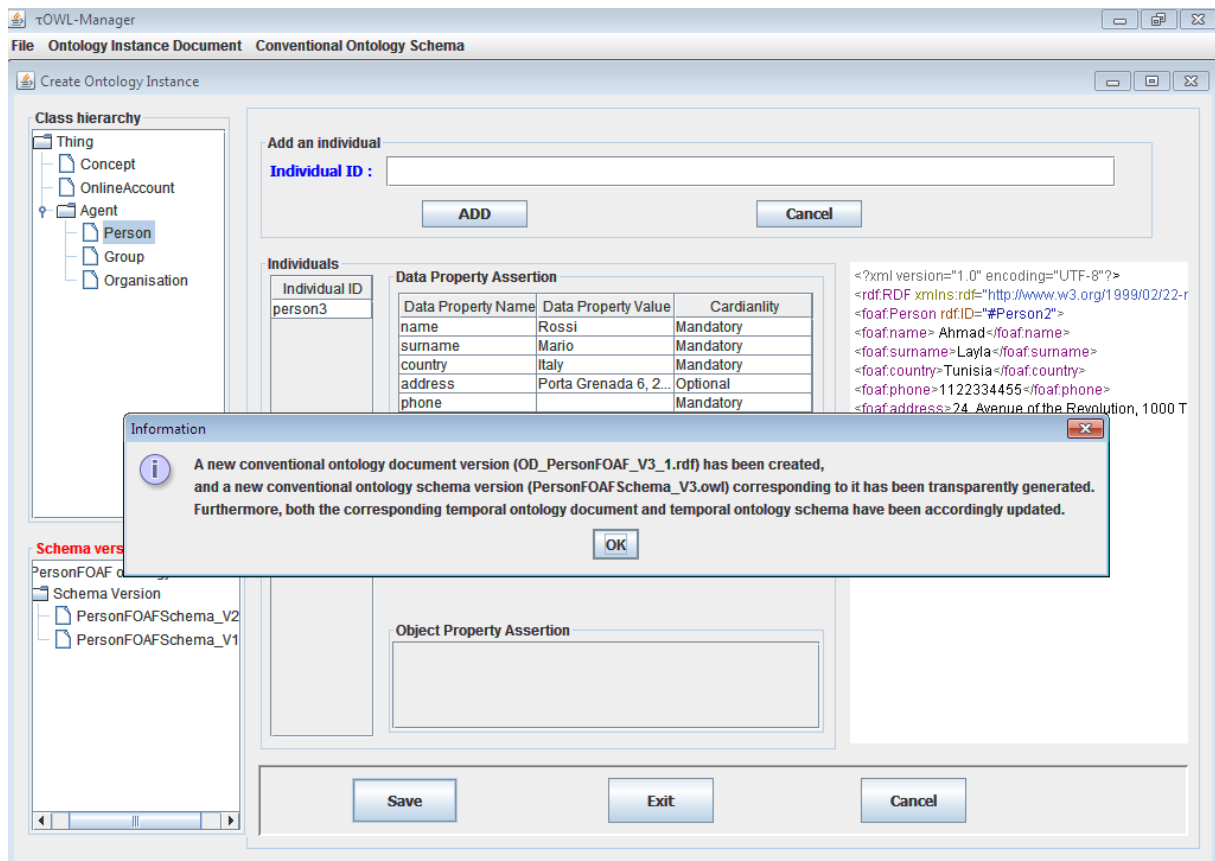 τOWL-Manager
File Ontology Instance Document Conventional Ontology Schema
Create Ontology Instance
Class hierarchy
Thing
Concept
OnlineAccount
Agent
Person
Group
Organisation
Add an individual
Individual ID :
ADD Cancel
Individuals
Individual ID
person3
Data Property Assertion
Data Property Name Data Property Value Cardianlity
name Rossi Mandatory
surname Mario Mandatory
country Italy Mandatory
address Porta Grenada 6, 2... Optional
phone Mandatory
<?xml version="1.0" encoding="UTF-8"?>
<rdf:RDF xmlns:rdf="http://www.w3.org/1999/02/22-r
<foaf:Person rdf:ID="#Person2">
<foaf:name> Ahmad</foaf:name>
<foaf:surname>Layla</foaf:surname>
<foaf:country>Tunisia</foaf:country>
<foaf:phone>1122334455</foaf:phone>
<foaf:address>24, Avenue of the Revolution, 1000 T
Information
A new conventional ontology document version (OD_PersonFOAF_V3_1.rdf) has been created,
and a new conventional ontology schema version (PersonFOAFSchema_V3.owl) corresponding to it has been transparently generated.
Furthermore, both the corresponding temporal ontology document and temporal ontology schema have been accordingly updated.
OK
Schema vers
PersonFOAF
Schema Version
PersonFOAFSchema_V2
PersonFOAFSchema_V1
Object Property Assertion
Save Exit Cancel